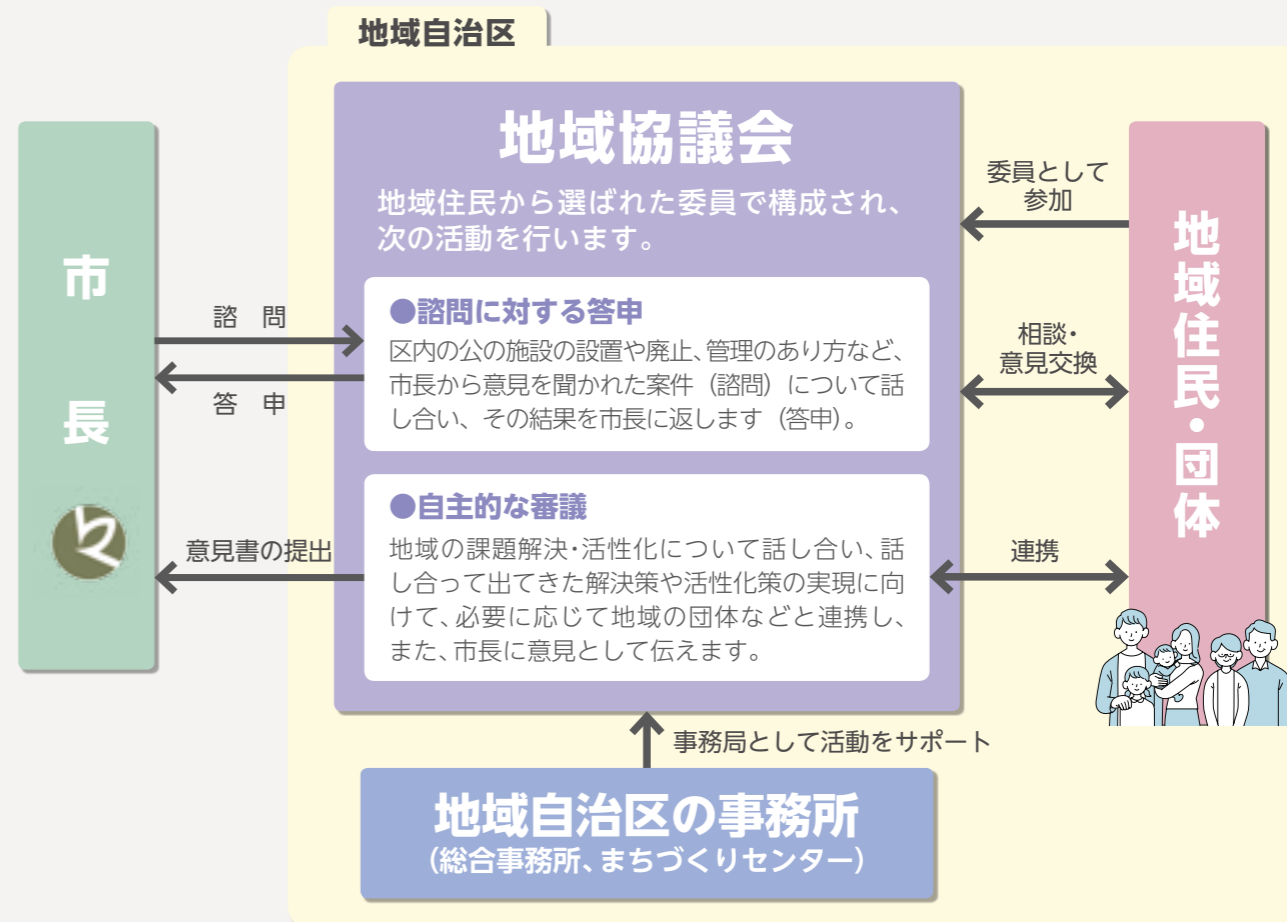 地域自治区
市長
諮　問
答　申
意見書の提出
地域協議会
地域住民から選ばれた委員で構成され、
次の活動を行います。
●諮問に対する答申
区内の公の施設の設置や廃止、管理のあり方など、
市長から意見を聞かれた案件（諮問）について話
し合い、その結果を市長に返します（答申）。
●自主的な審議
地域の課題解決・活性化について話し合い、話
し合って出てきた解決策や活性化策の実現に向
けて、必要に応じて地域の団体などと連携し、
また、市長に意見として伝えます。
委員として
参加
相談・
意見交換
連携
地域住民・団体
事務局として活動をサポート
地域自治区の事務所
（総合事務所、まちづくりセンター）